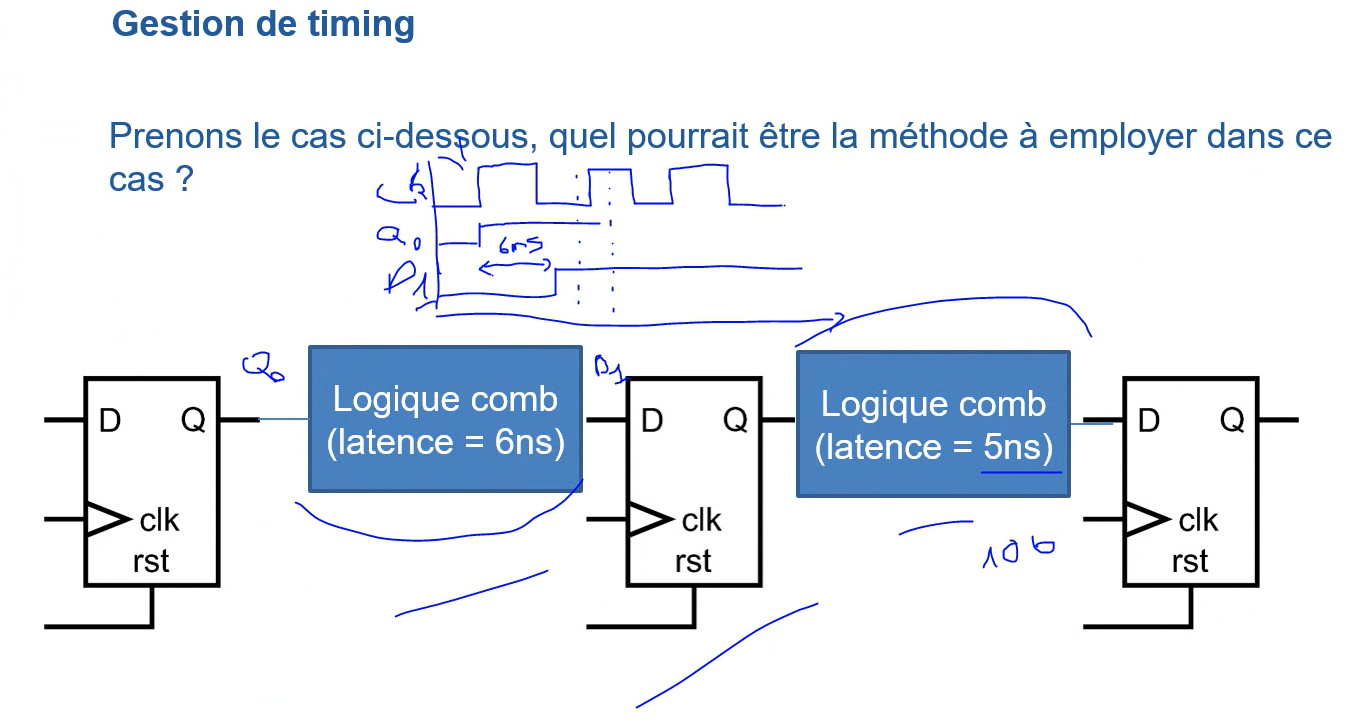 Gestion de timing
Prenons le cas ci-dessous, quel pourrait être la méthode à employer dans ce
cas ?
Q0
6ns
D1
Q0
D1
Logique comb
(latence = 6ns)
Logique comb
(latence = 5ns)
D Q
clk
rst
D Q
clk
rst
D Q
clk
rst